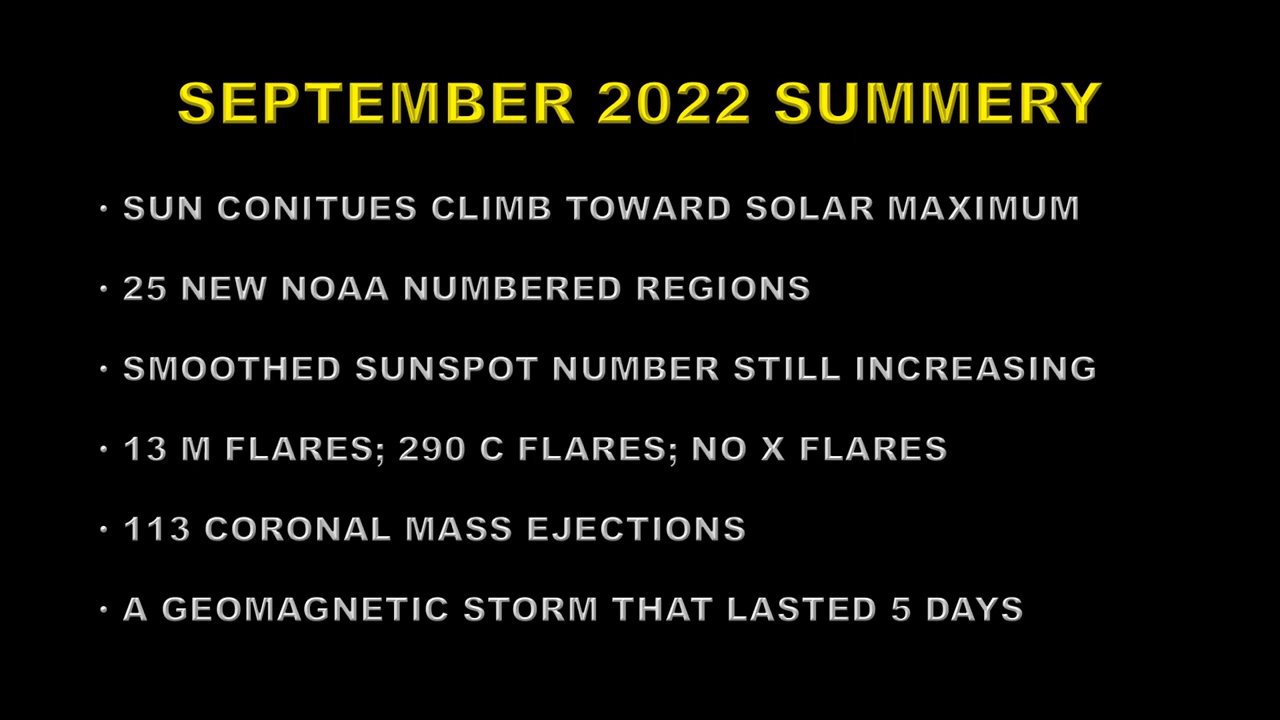 SEPTEMBER 2022 SUMMERY
• SUN CONITUES CLIMB TOWARD SOLAR MAXIMUM
• 25 NEW NOAA NUMBERED REGIONS
• SMOOTHED SUNSPOT NUMBER STILL INCREASING
• 13 M FLARES; 290 C FLARES; NO X FLARES
• 113 CORONAL MASS EJECTIONS
• A GEOMAGNETIC STORM THAT LASTED 5 DAYS